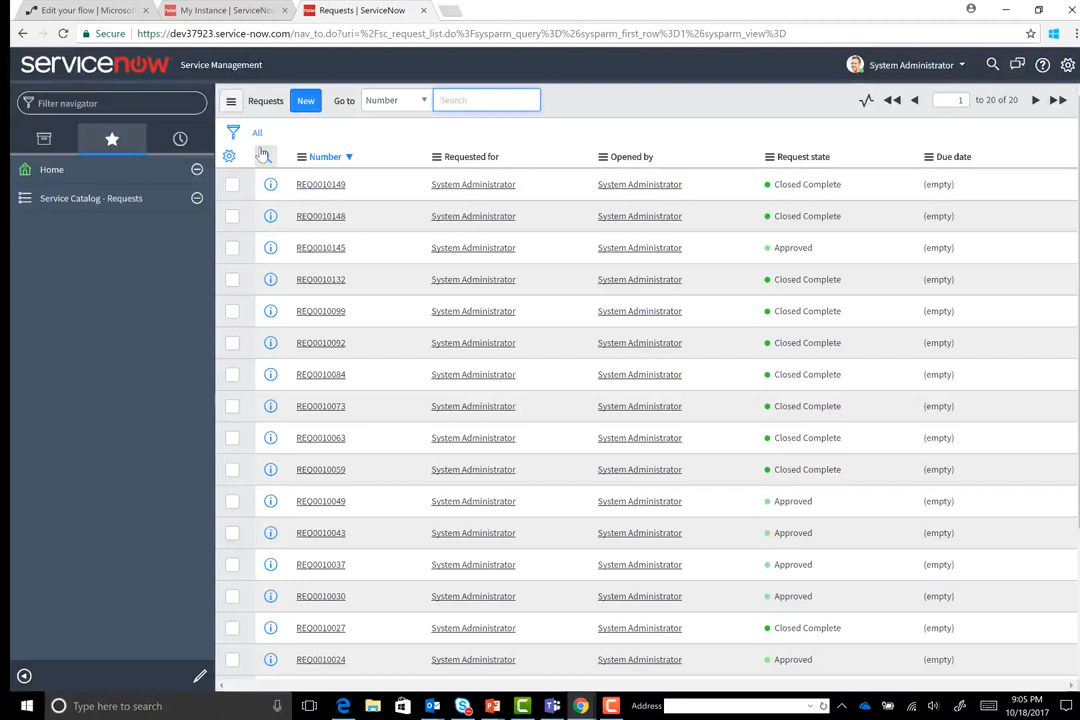 Edit your flow | Microsof
My Instance | ServiceNow
Requests | ServiceNow
Secure
https://dev37923.service-now.com/nav_to.do?uri=%2Fsc_request_list.do%3Fsysparm_query%3D%26sysparm_first_row%3D1%26sysparm_view%3D
servicenow Service Management
System Administrator
Filter navigator
Requests New Go to Number Search
1 to 20 of 20
All
Home
Service Catalog - Requests
Number Requested for Opened by Request state Due date
REQ0010149 System Administrator System Administrator Closed Complete (empty)
REQ0010148 System Administrator System Administrator Closed Complete (empty)
REQ0010145 System Administrator System Administrator Approved (empty)
REQ0010132 System Administrator System Administrator Closed Complete (empty)
REQ0010099 System Administrator System Administrator Closed Complete (empty)
REQ0010092 System Administrator System Administrator Closed Complete (empty)
REQ0010084 System Administrator System Administrator Closed Complete (empty)
REQ0010073 System Administrator System Administrator Closed Complete (empty)
REQ0010063 System Administrator System Administrator Closed Complete (empty)
REQ0010059 System Administrator System Administrator Closed Complete (empty)
REQ0010049 System Administrator System Administrator Approved (empty)
REQ0010043 System Administrator System Administrator Approved (empty)
REQ0010037 System Administrator System Administrator Approved (empty)
REQ0010030 System Administrator System Administrator Approved (empty)
REQ0010027 System Administrator System Administrator Closed Complete (empty)
REQ0010024 System Administrator System Administrator Approved (empty)
Type here to search
Address
9:05 PM
10/18/2017